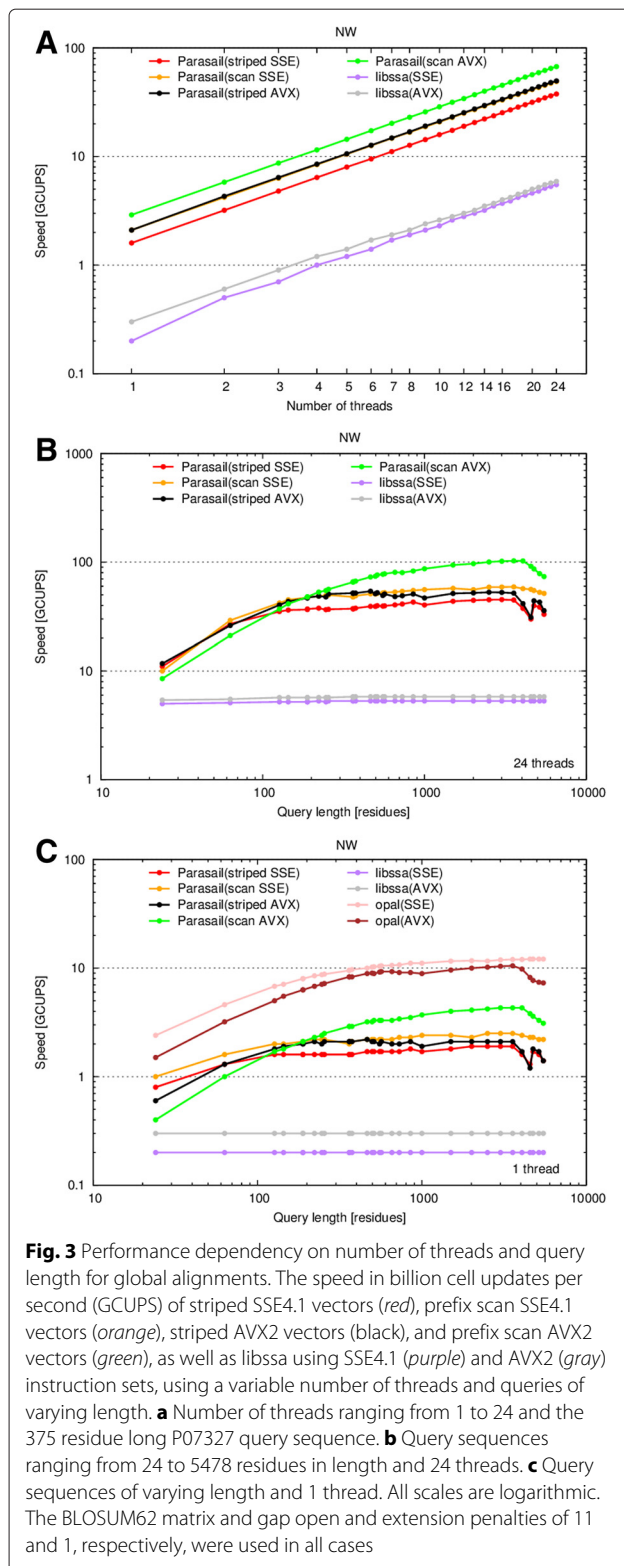 A
NW
Parasail(striped SSE)
Parasail(scan SSE)
Parasail(striped AVX)
Parasail(scan AVX)
libssa(SSE)
libssa(AVX)
Speed [GCUPS]
100
10
1
0.1
1 2 3 4 5 6 7 8 10 12 14 16 20 24
Number of threads
B
NW
Parasail(striped SSE)
Parasail(scan SSE)
Parasail(striped AVX)
Parasail(scan AVX)
libssa(SSE)
libssa(AVX)
Speed [GCUPS]
1000
100
10
1
24 threads
10 100 1000 10000
Query length [residues]
C
NW
Parasail(striped SSE)
Parasail(scan SSE)
Parasail(striped AVX)
Parasail(scan AVX)
libssa(SSE)
libssa(AVX)
opal(SSE)
opal(AVX)
Speed [GCUPS]
100
10
1
0.1
1 thread
10 100 1000 10000
Query length [residues]
Fig. 3 Performance dependency on number of threads and query
length for global alignments. The speed in billion cell updates per
second (GCUPS) of striped SSE4.1 vectors (red), prefix scan SSE4.1
vectors (orange), striped AVX2 vectors (black), and prefix scan AVX2
vectors (green), as well as libssa using SSE4.1 (purple) and AVX2 (gray)
instruction sets, using a variable number of threads and queries of
varying length. a Number of threads ranging from 1 to 24 and the
375 residue long P07327 query sequence. b Query sequences
ranging from 24 to 5478 residues in length and 24 threads. c Query
sequences of varying length and 1 thread. All scales are logarithmic.
The BLOSUM62 matrix and gap open and extension penalties of 11
and 1, respectively, were used in all cases